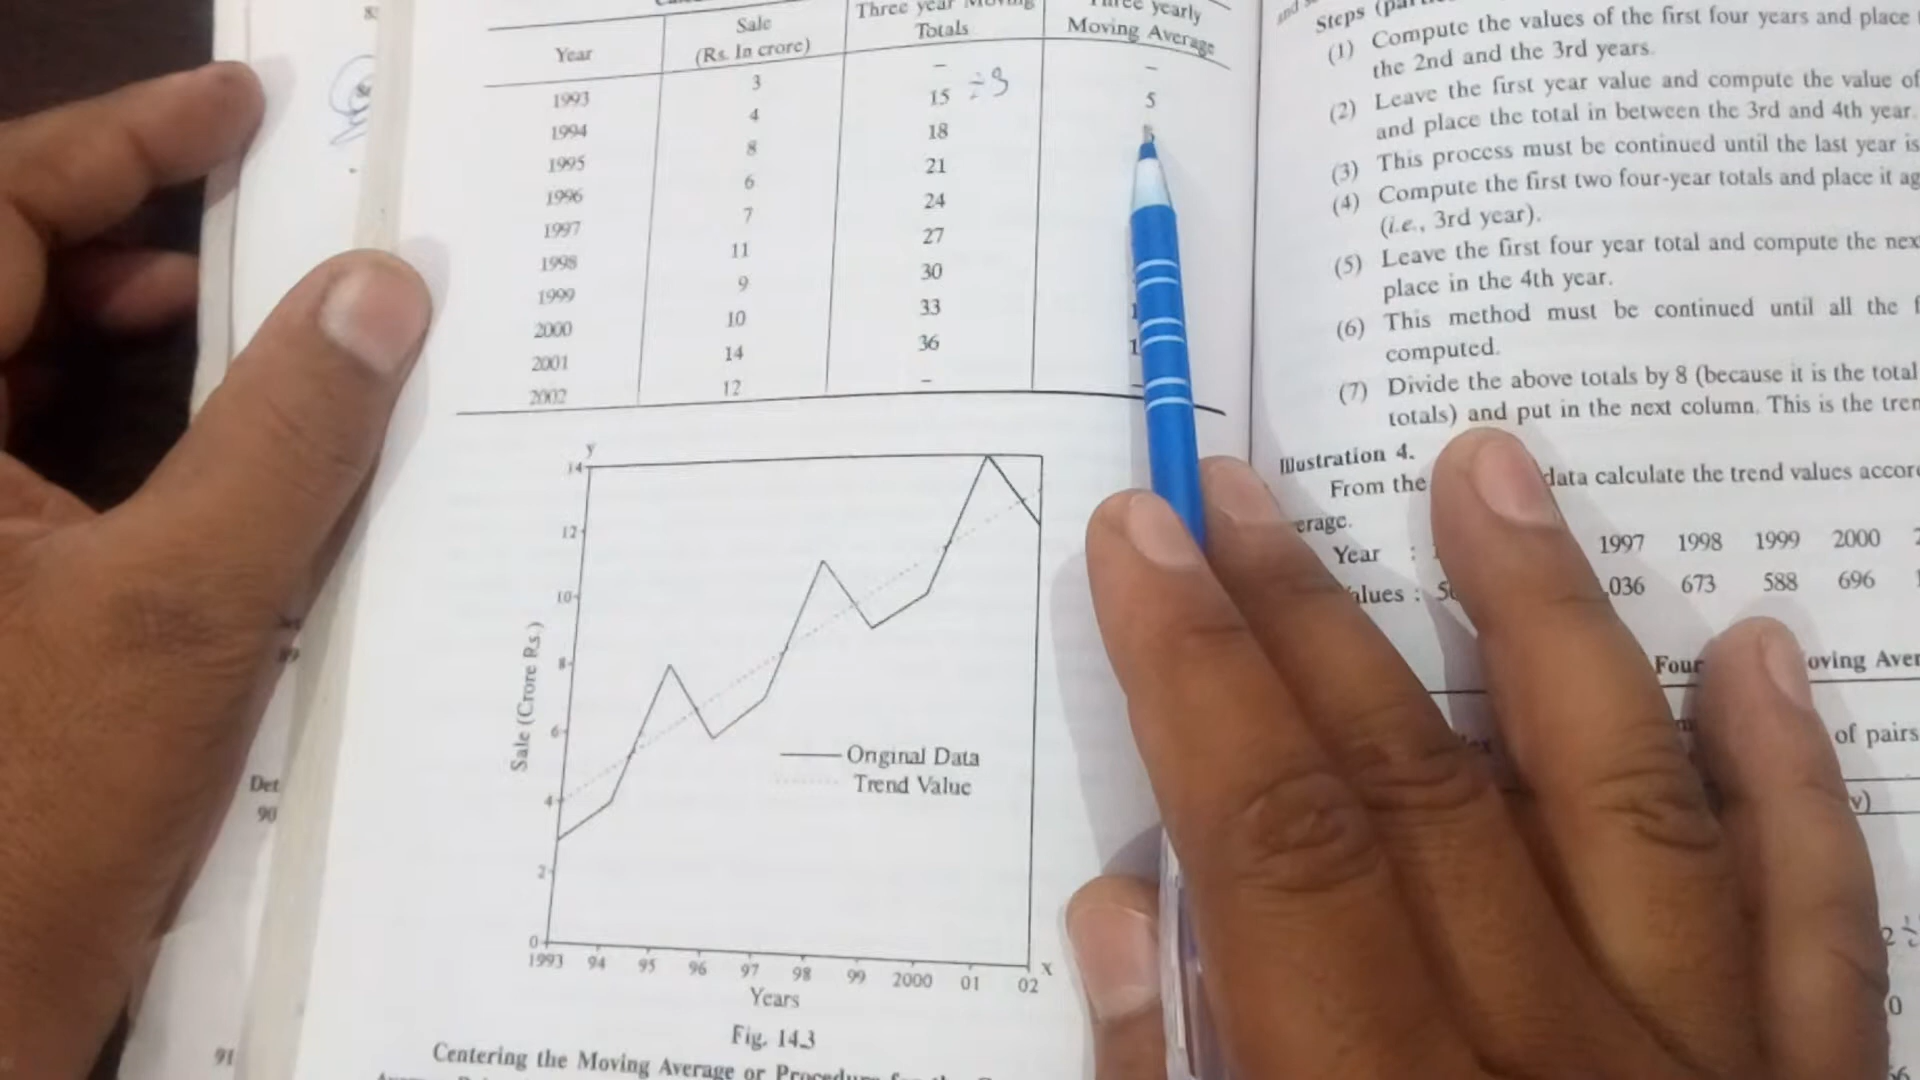 Sale
Three year Moving
Three yearly
Year
(Rs. In crore)
Totals
Moving Average
1993 3 – –
1994 4 15 ÷3 5
1995 8 18
1996 6 21
1997 7 24
1998 11 27
1999 9 30
2000 10 33
2001 14 36
2002 12 – –
y
14
12
10
8
6
4
2
0
Sale (Crore Rs.)
Original Data
Trend Value
1993 94 95 96 97 98 99 2000 01 02 x
Years
Fig. 14.3
Centering the Moving Average or Procedure for the
Det
90
91
Steps
(1) Compute the values of the first four years and place
the 2nd and the 3rd years.
(2) Leave the first year value and compute the value of
and place the total in between the 3rd and 4th year.
(3) This process must be continued until the last year is
(4) Compute the first two four-year totals and place it
(i.e., 3rd year).
(5) Leave the first four year total and compute the
place in the 4th year.
(6) This method must be continued until all the
computed.
(7) Divide the above totals by 8 (because it is the total
totals) and put in the next column. This is the
Illustration 4.
From the data calculate the trend values
Year : 1997 1998 1999 2000
: 036 673 588 696
Four
of pairs